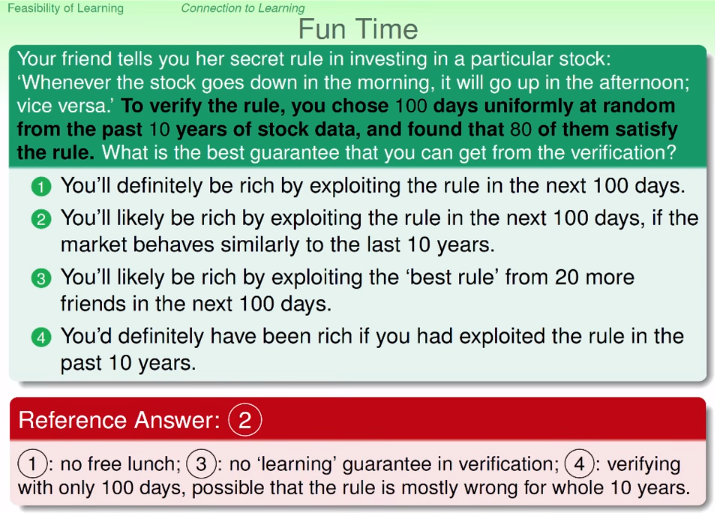 Feasibility of Learning
Connection to Learning
Fun Time
Your friend tells you her secret rule in investing in a particular stock:
‘Whenever the stock goes down in the morning, it will go up in the afternoon;
vice versa.’ To verify the rule, you chose 100 days uniformly at random
from the past 10 years of stock data, and found that 80 of them satisfy
the rule. What is the best guarantee that you can get from the verification?
1 You’ll definitely be rich by exploiting the rule in the next 100 days.
2 You’ll likely be rich by exploiting the rule in the next 100 days, if the
market behaves similarly to the last 10 years.
3 You’ll likely be rich by exploiting the ‘best rule’ from 20 more
friends in the next 100 days.
4 You’d definitely have been rich if you had exploited the rule in the
past 10 years.
Reference Answer: 2
1: no free lunch; 3: no ‘learning’ guarantee in verification; 4: verifying
with only 100 days, possible that the rule is mostly wrong for whole 10 years.